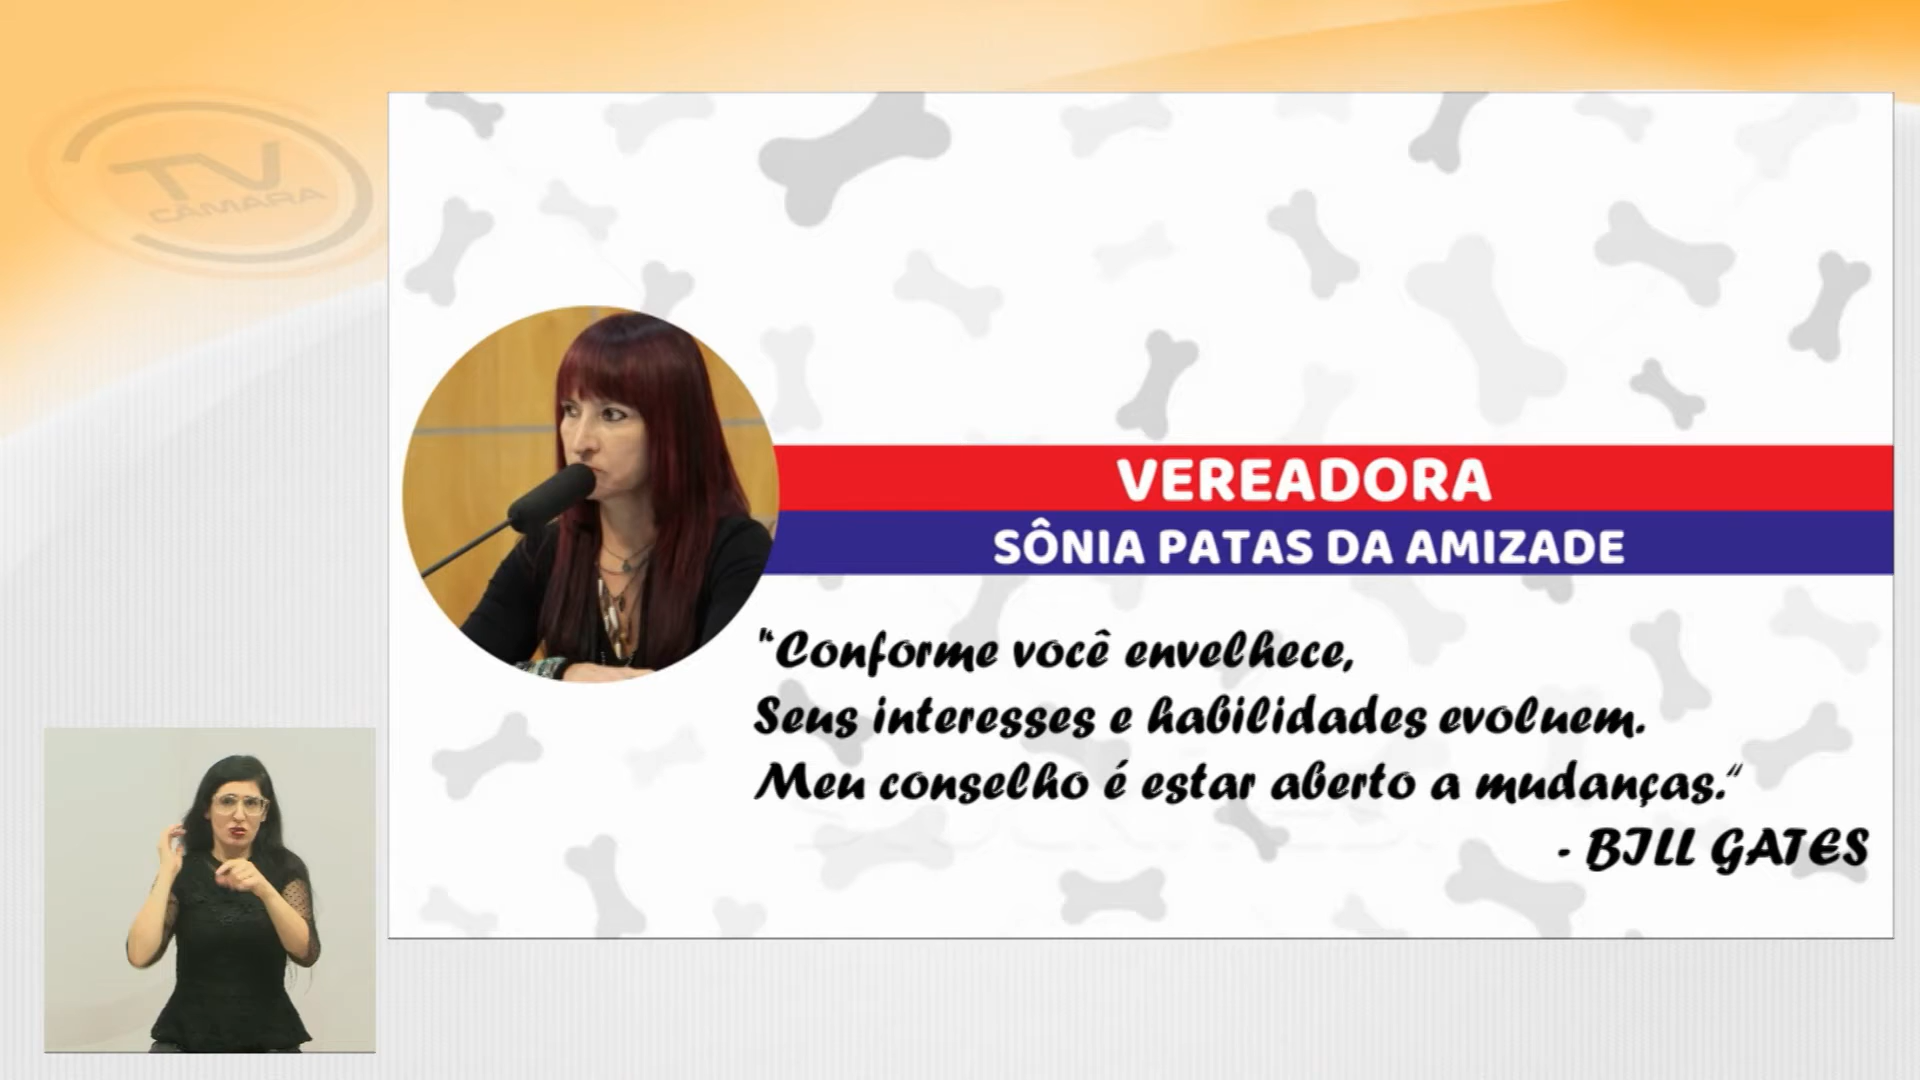 TV
CÂMARA
VEREADORA
SÔNIA PATAS DA AMIZADE
"Conforme você envelhece,
Seus interesses e habilidades evoluem.
Meu conselho é estar aberto a mudanças.“
- BILL GATES